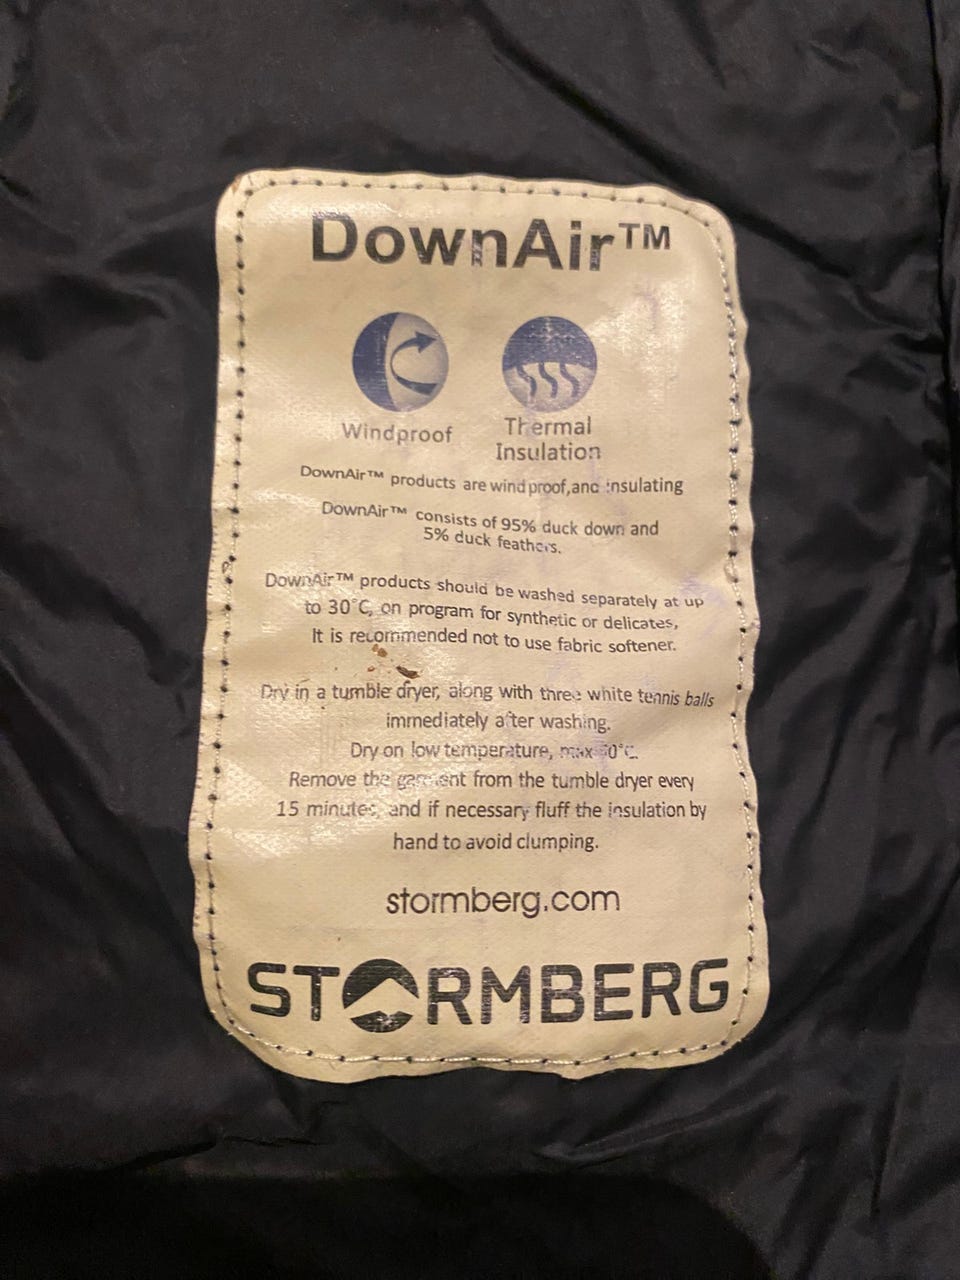 DownAir™
Windproof
Thermal
Insulation
DownAir™ products are wind proof,and insulating
DownAir™ consists of 95% duck down and
5% duck feathers.
DownAir™ products should be washed separately at up
to 30°C, on program for synthetic or delicates,
It is recommended not to use fabric softener.
Dry in a tumble dryer, along with three white tennis balls
immediately after washing.
Dry on low temperature, max
Remove the garment from the tumble dryer every
15 minutes, and if necessary fluff the insulation by
hand to avoid clumping.
stormberg.com
STORMBERG